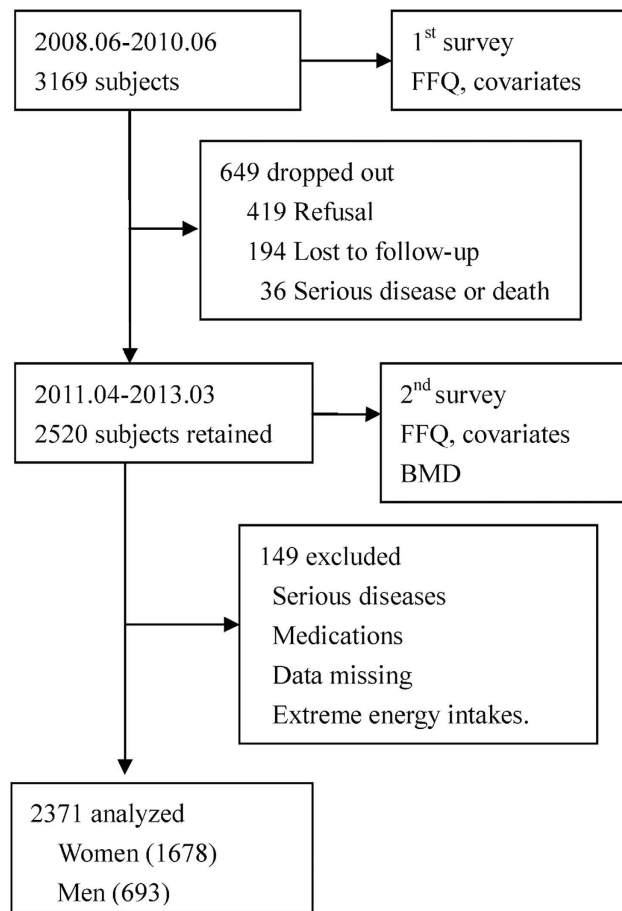 2008.06-2010.06
3169 subjects
1st survey
FFQ, covariates
649 dropped out
419 Refusal
194 Lost to follow-up
36 Serious disease or death
2011.04-2013.03
2520 subjects retained
2nd survey
FFQ, covariates
BMD
149 excluded
Serious diseases
Medications
Data missing
Extreme energy intakes.
2371 analyzed
Women (1678)
Men (693)